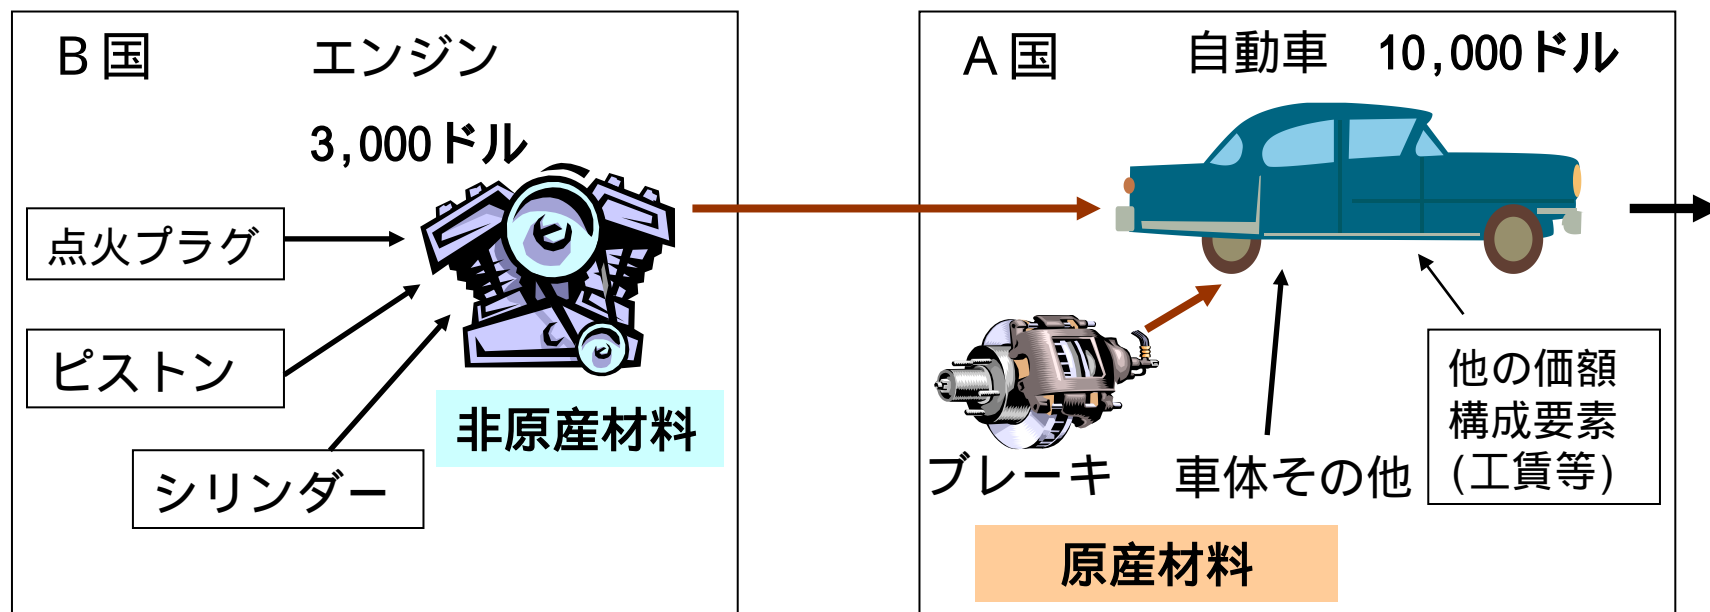 B国
エンジン
3,000ドル
点火プラグ
ピストン
シリンダー
非原産材料
A国
自動車 10,000ドル
ブレーキ
車体その他
他の価額
構成要素
(工賃等)
原産材料